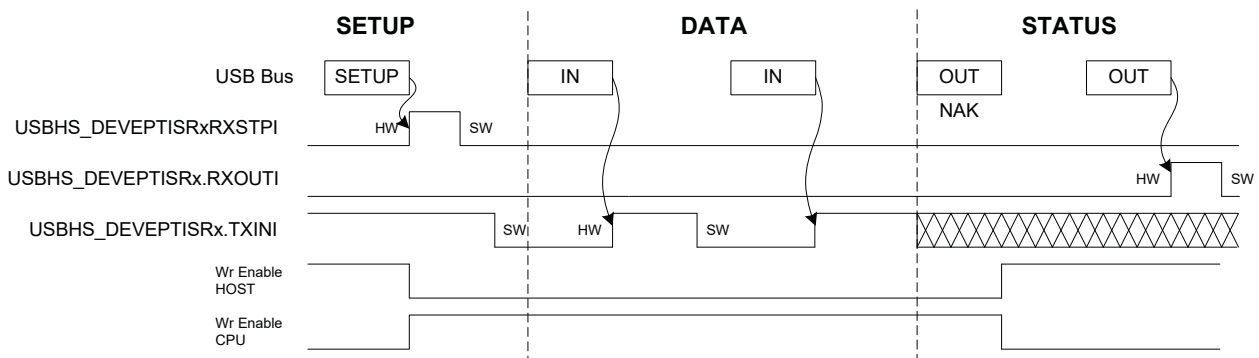 SETUP DATA STATUS
USB Bus SETUP IN IN OUT OUT
NAK
USBHS_DEVEPTISRxRXSTPI HW SW
USBHS_DEVEPTISRx.RXOUTI HW SW
USBHS_DEVEPTISRx.TXINI SW HW SW
Wr Enable
HOST
Wr Enable
CPU